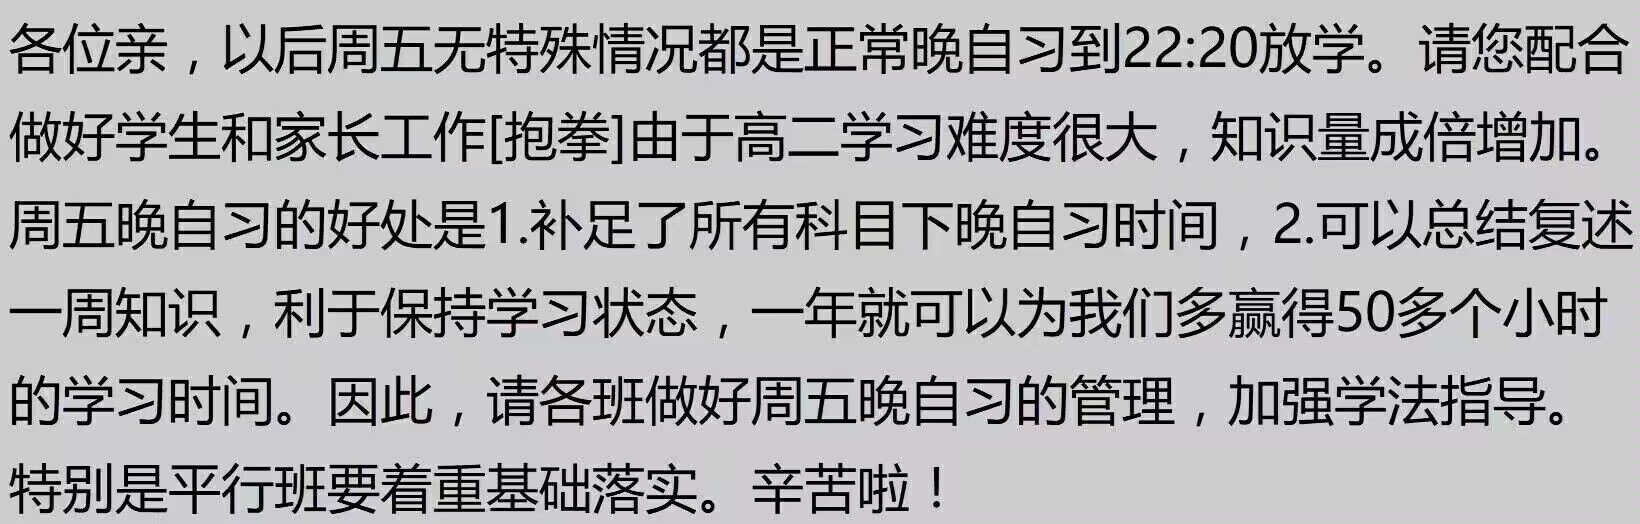 各位亲，以后周五无特殊情况都是正常晚自习到22:20放学。请您配合
做好学生和家长工作[抱拳]由于高二学习难度很大，知识量成倍增加。
周五晚自习的好处是1.补足了所有科目下晚自习时间，2.可以总结复述
一周知识，利于保持学习状态，一年就可以为我们多赢得50多个小时
的学习时间。因此，请各班做好周五晚自习的管理，加强学法指导。
特别是平行班要着重基础落实。辛苦啦！